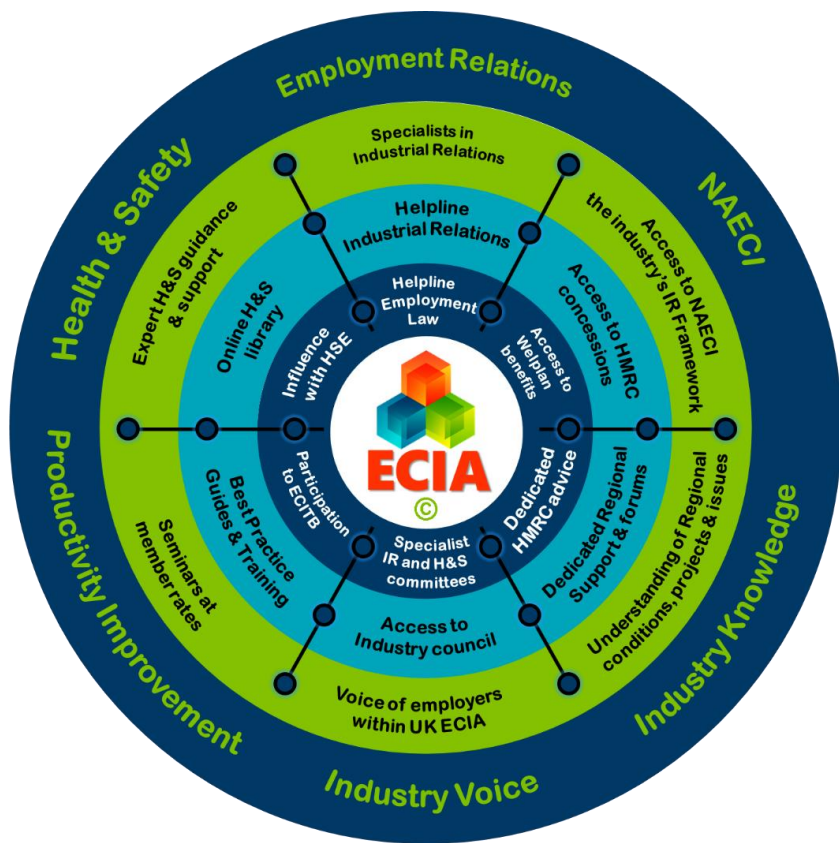 Employment Relations
NAECI
Industry Knowledge
Industry Voice
Productivity Improvement
Health & Safety
Specialists in
Industrial Relations
Access to NAECI
the industry's IR Framework
Understanding of Regional
conditions, projects & issues
Voice of employers
within UK ECIA
Seminars at
member rates
Expert H&S guidance
& support
Helpline
Industrial Relations
Access to HMRC
concessions
Dedicated Regional
Support & forums
Access to
Industry council
Best Practice
Guides & Training
Online H&S
library
Helpline
Employment
Law
Access to
Welplan
benefits
Dedicated
HMRC advice
Specialist
IR and H&S
committees
Participation
to ECITB
Influence
with HSE
ECIA
©